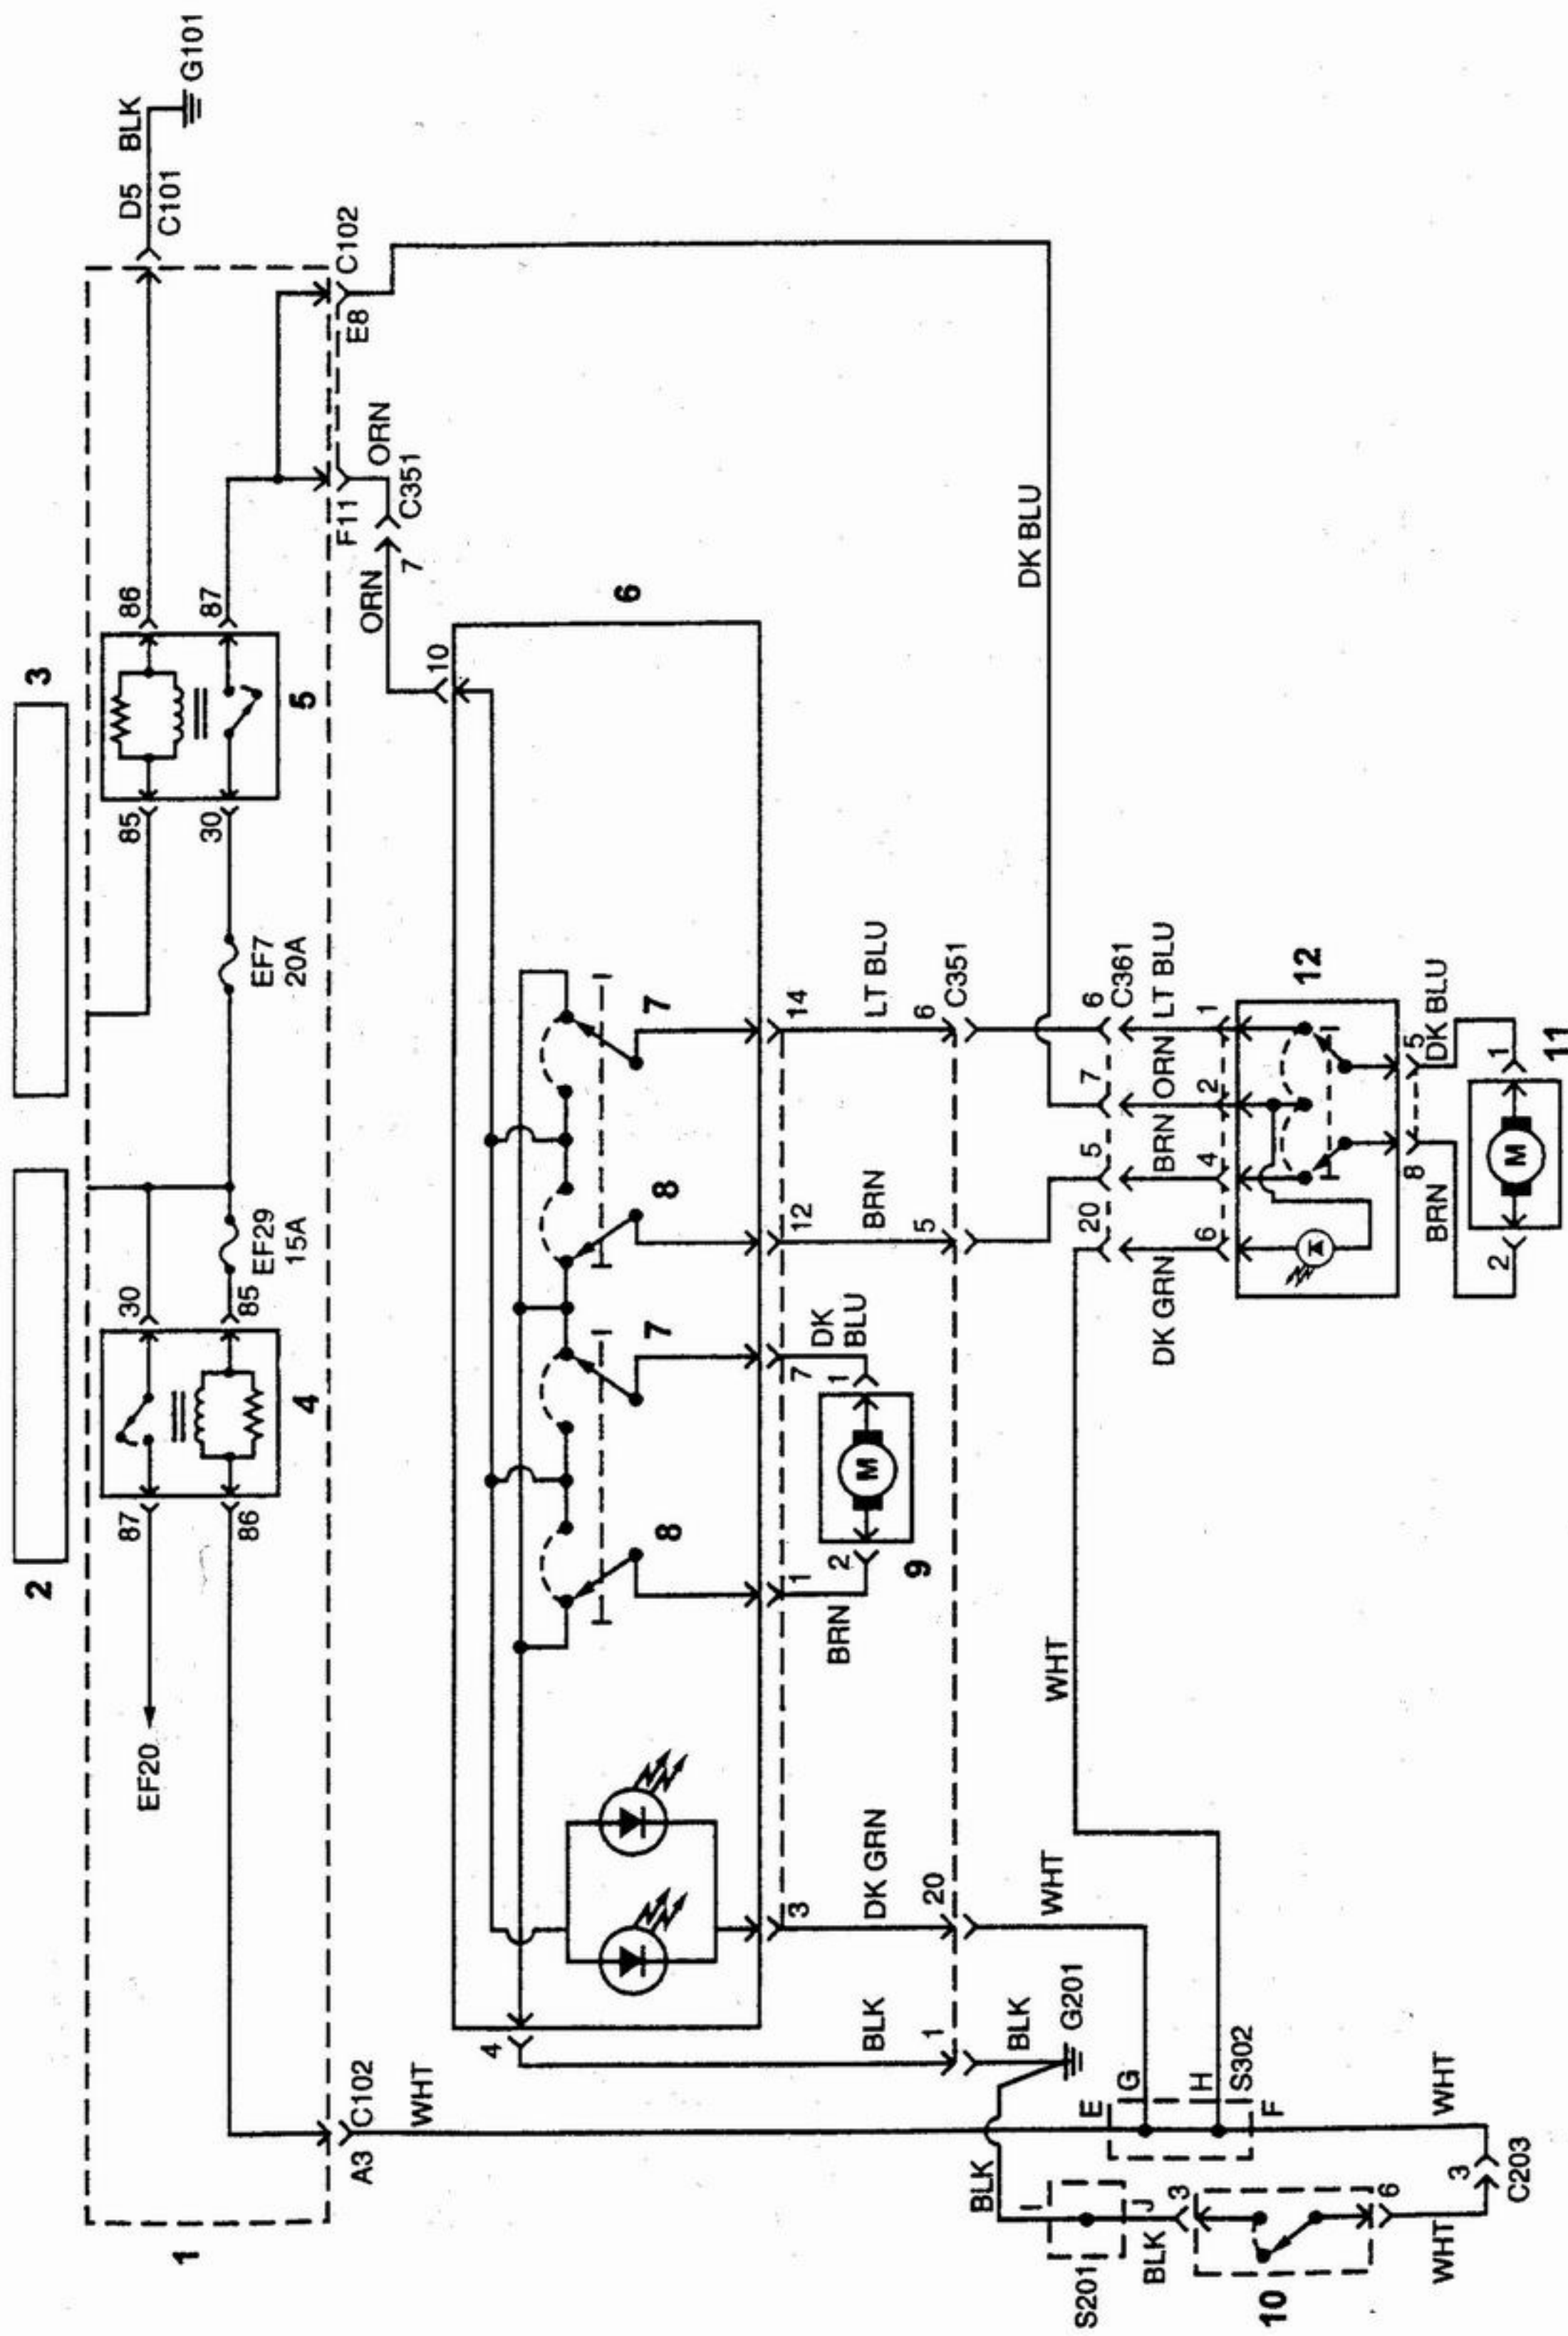 2
3
EF20
87
30
85
86
D5 BLK
C101
G101
1
86
85
EF29
15A
30
EF7
20A
87
4
5
A3
C102
F11
E8
C102
WHT
ORN
7
ORN
C351
4
10
6
8
7
8
7
3
1
7
12
14
BRN
2
1
DK
BLU
M
9
BLK
DK GRN
BRN
LT BLU
1
20
5
6
C351
BLK
WHT
G201
WHT
DK BLU
BLK
I
S201
J
E
G
H
S302
F
20
5
7
6
C361
DK GRN
BRN
ORN
LT BLU
BLK
3
6
4
2
1
10
6
12
WHT
3
C203
WHT
BRN
8
5
DK BLU
2
1
M
11